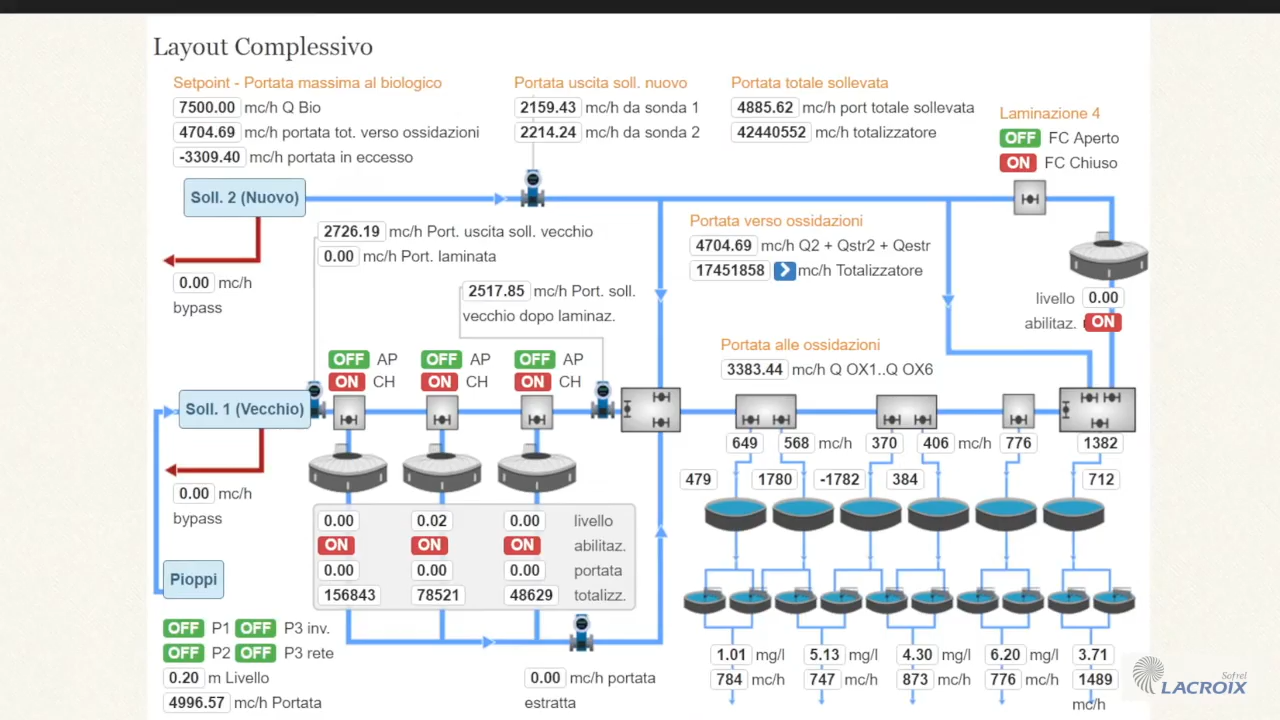 Layout Complessivo
Setpoint - Portata massima al biologico
7500.00 mc/h Q Bio
4704.69 mc/h portata tot. verso ossidazioni
-3309.40 mc/h portata in eccesso
Portata uscita soll. nuovo
2159.43 mc/h da sonda 1
2214.24 mc/h da sonda 2
Portata totale sollevata
4885.62 mc/h port totale sollevata
42440552 mc/h totalizzatore
Laminazione 4
OFF FC Aperto
ON FC Chiuso
Soll. 2 (Nuovo)
0.00 mc/h
bypass
2726.19 mc/h Port. uscita soll. vecchio
0.00 mc/h Port. laminata
2517.85 mc/h Port. soll.
vecchio dopo laminaz.
Portata verso ossidazioni
4704.69 mc/h Q2 + Qstr2 + Qestr
17451858 mc/h Totalizzatore
livello 0.00
abilitaz. ON
Portata alle ossidazioni
3383.44 mc/h Q OX1..Q OX6
OFF AP OFF AP OFF AP
ON CH ON CH ON CH
Soll. 1 (Vecchio)
649 568 mc/h 370 406 mc/h 776 1382
479 1780 -1782 384 712
0.00 mc/h
bypass
0.00 0.02 0.00 livello
ON ON ON abilitaz.
0.00 0.00 0.00 portata
156843 78521 48629 totalizz.
Pioppi
OFF P1 OFF P3 inv.
OFF P2 OFF P3 rete
0.20 m Livello
4996.57 mc/h Portata
0.00 mc/h portata
estratta
1.01 mg/l 5.13 mg/l 4.30 mg/l 6.20 mg/l 3.71
784 mc/h 747 mc/h 873 mc/h 776 mc/h 1489
mc/h
Sofrel
LACROIX